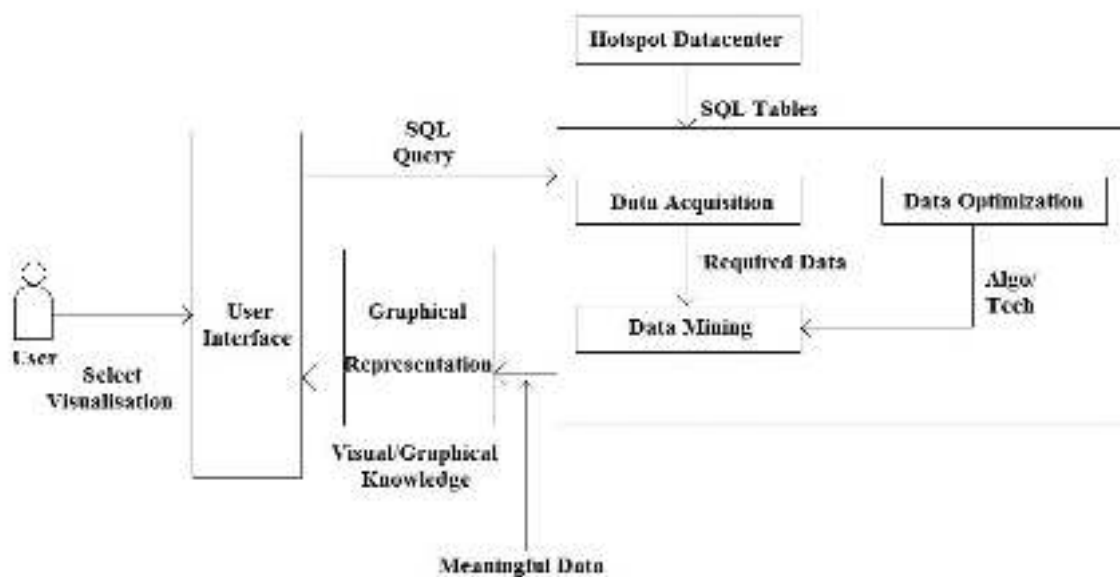 Hotspot Datacenter
SQL Tables
SQL
Query
Data Acquisition
Data Optimization
Required Data
Algo/
Tech
Data Mining
User
Interface
Graphical
Representation
User
Select
Visualisation
Visual/Graphical
Knowledge
Meaningful Data